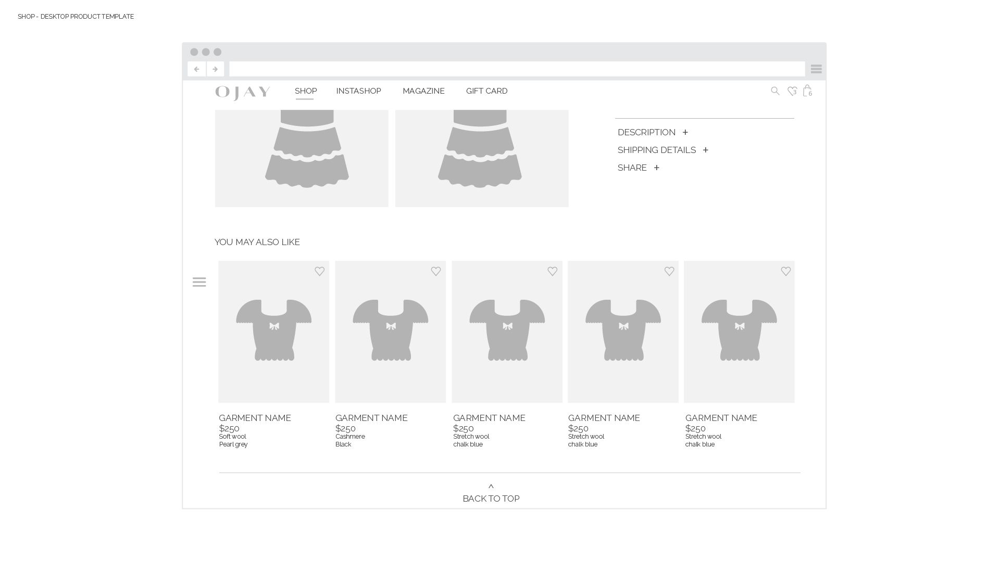 SHOP - DESKTOP PRODUCT TEMPLATE
OJAY SHOP INSTASHOP MAGAZINE GIFT CARD 3 6
DESCRIPTION +
SHIPPING DETAILS +
SHARE +
YOU MAY ALSO LIKE
GARMENT NAME
$250
Soft wool
Pearl grey
GARMENT NAME
$250
Cashmere
Black
GARMENT NAME
$250
Stretch wool
chalk blue
GARMENT NAME
$250
Stretch wool
chalk blue
GARMENT NAME
$250
Stretch wool
chalk blue
^
BACK TO TOP